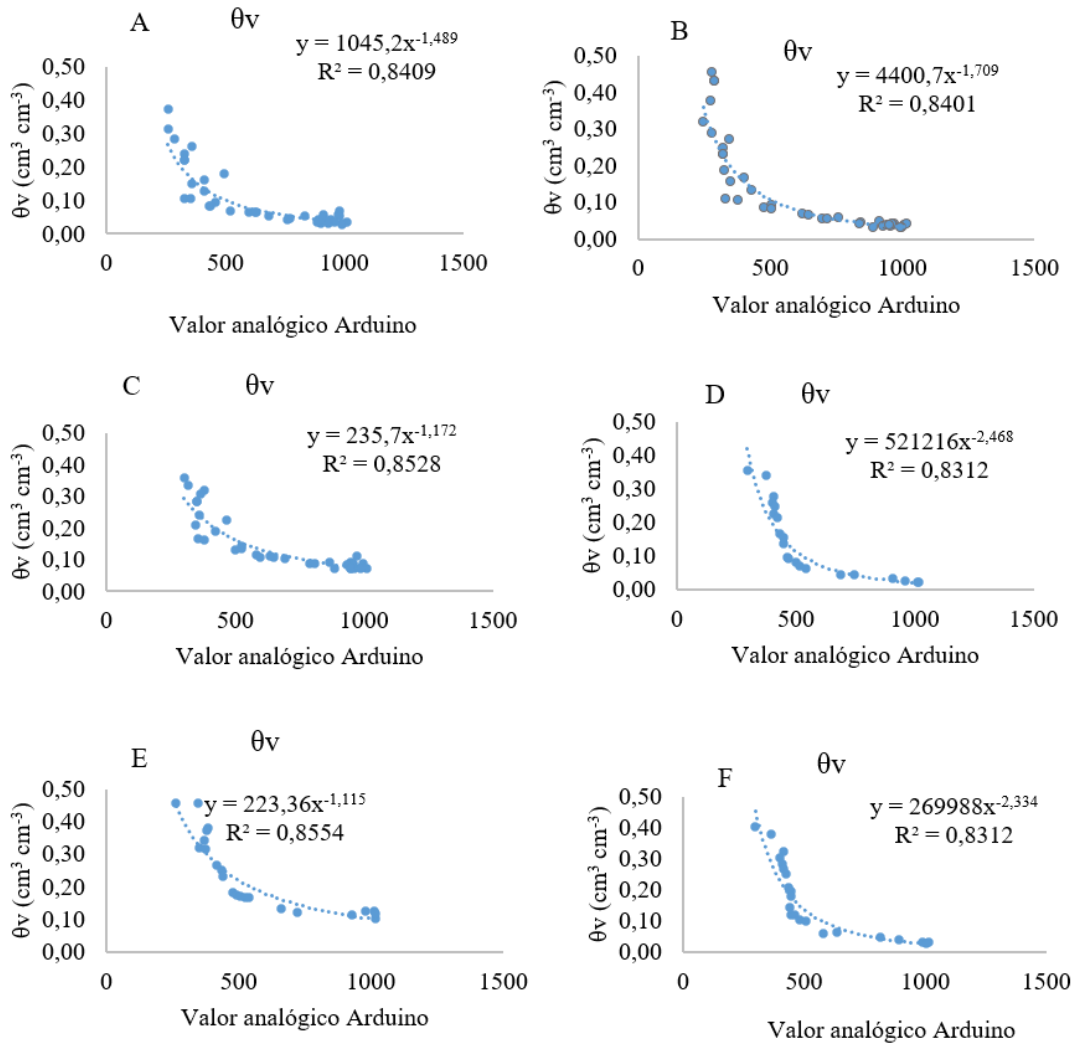 A
θv
y = 1045,2x^-1,489
R² = 0,8409
θv (cm³ cm⁻³)
0,50
0,40
0,30
0,20
0,10
0,00
0 500 1000 1500
Valor analógico Arduino
B
θv
y = 4400,7x^-1,709
R² = 0,8401
θv (cm³ cm⁻³)
0,50
0,40
0,30
0,20
0,10
0,00
0 500 1000 1500
Valor analógico Arduino
C
θv
y = 235,7x^-1,172
R² = 0,8528
θv (cm³ cm⁻³)
0,50
0,40
0,30
0,20
0,10
0,00
0 500 1000 1500
Valor analógico Arduino
D
θv
y = 521216x^-2,468
R² = 0,8312
θv (cm³ cm⁻³)
0,50
0,40
0,30
0,20
0,10
0,00
0 500 1000 1500
Valor analógico Arduino
E
θv
y = 223,36x^-1,115
R² = 0,8554
θv (cm³ cm⁻³)
0,50
0,40
0,30
0,20
0,10
0,00
0 500 1000 1500
Valor analógico Arduino
F
θv
y = 269988x^-2,334
R² = 0,8312
θv (cm³ cm⁻³)
0,50
0,40
0,30
0,20
0,10
0,00
0 500 1000 1500
Valor analógico Arduino